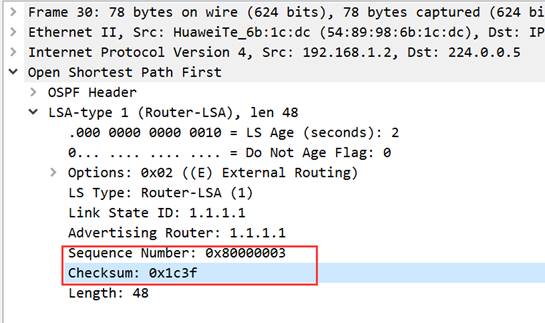 Frame 30: 78 bytes on wire (624 bits), 78 bytes captured (624 bi
Ethernet II, Src: HuaweiTe_6b:1c:dc (54:89:98:6b:1c:dc), Dst: IP
Internet Protocol Version 4, Src: 192.168.1.2, Dst: 224.0.0.5
Open Shortest Path First
OSPF Header
LSA-type 1 (Router-LSA), len 48
.000 0000 0000 0010 = LS Age (seconds): 2
0... .... .... .... = Do Not Age Flag: 0
Options: 0x02 ((E) External Routing)
LS Type: Router-LSA (1)
Link State ID: 1.1.1.1
Advertising Router: 1.1.1.1
Sequence Number: 0x80000003
Checksum: 0x1c3f
Length: 48